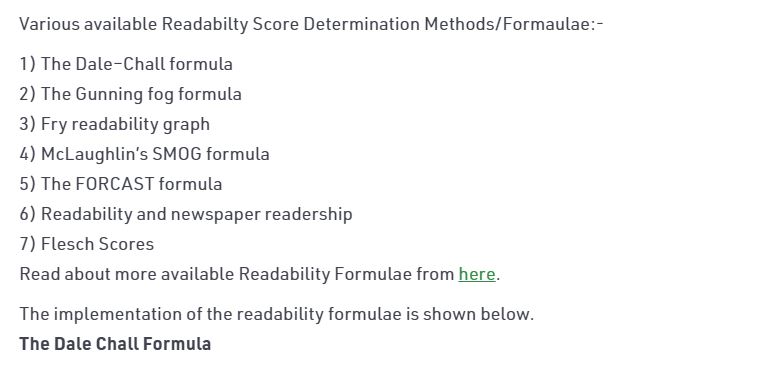 Various available Readabilty Score Determination Methods/Formaulae:-
1) The Dale–Chall formula
2) The Gunning fog formula
3) Fry readability graph
4) McLaughlin’s SMOG formula
5) The FORCAST formula
6) Readability and newspaper readership
7) Flesch Scores
Read about more available Readability Formulae from here.
The implementation of the readability formulae is shown below.
The Dale Chall Formula